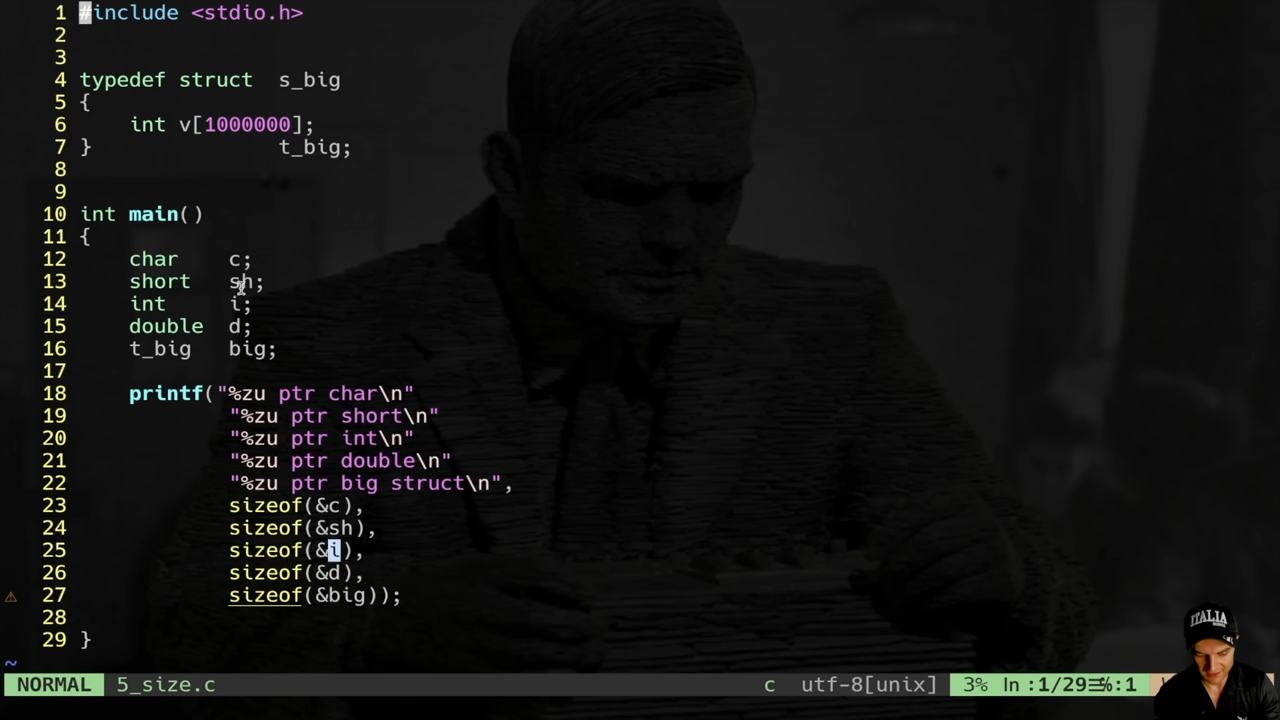 1 #include <stdio.h>
2
3
4 typedef struct s_big
5 {
6 int v[1000000];
7 } t_big;
8
9
10 int main()
11 {
12 char c;
13 short sh;
14 int i;
15 double d;
16 t_big big;
17
18 printf("%zu ptr char\n"
19 "%zu ptr short\n"
20 "%zu ptr int\n"
21 "%zu ptr double\n"
22 "%zu ptr big struct\n",
23 sizeof(&c),
24 sizeof(&sh),
25 sizeof(&i),
26 sizeof(&d),
27 sizeof(&big));
28
29 }
~
ITALIA
NORMAL 5_size.c c utf-8[unix] 3% ln :1/29≡%:1